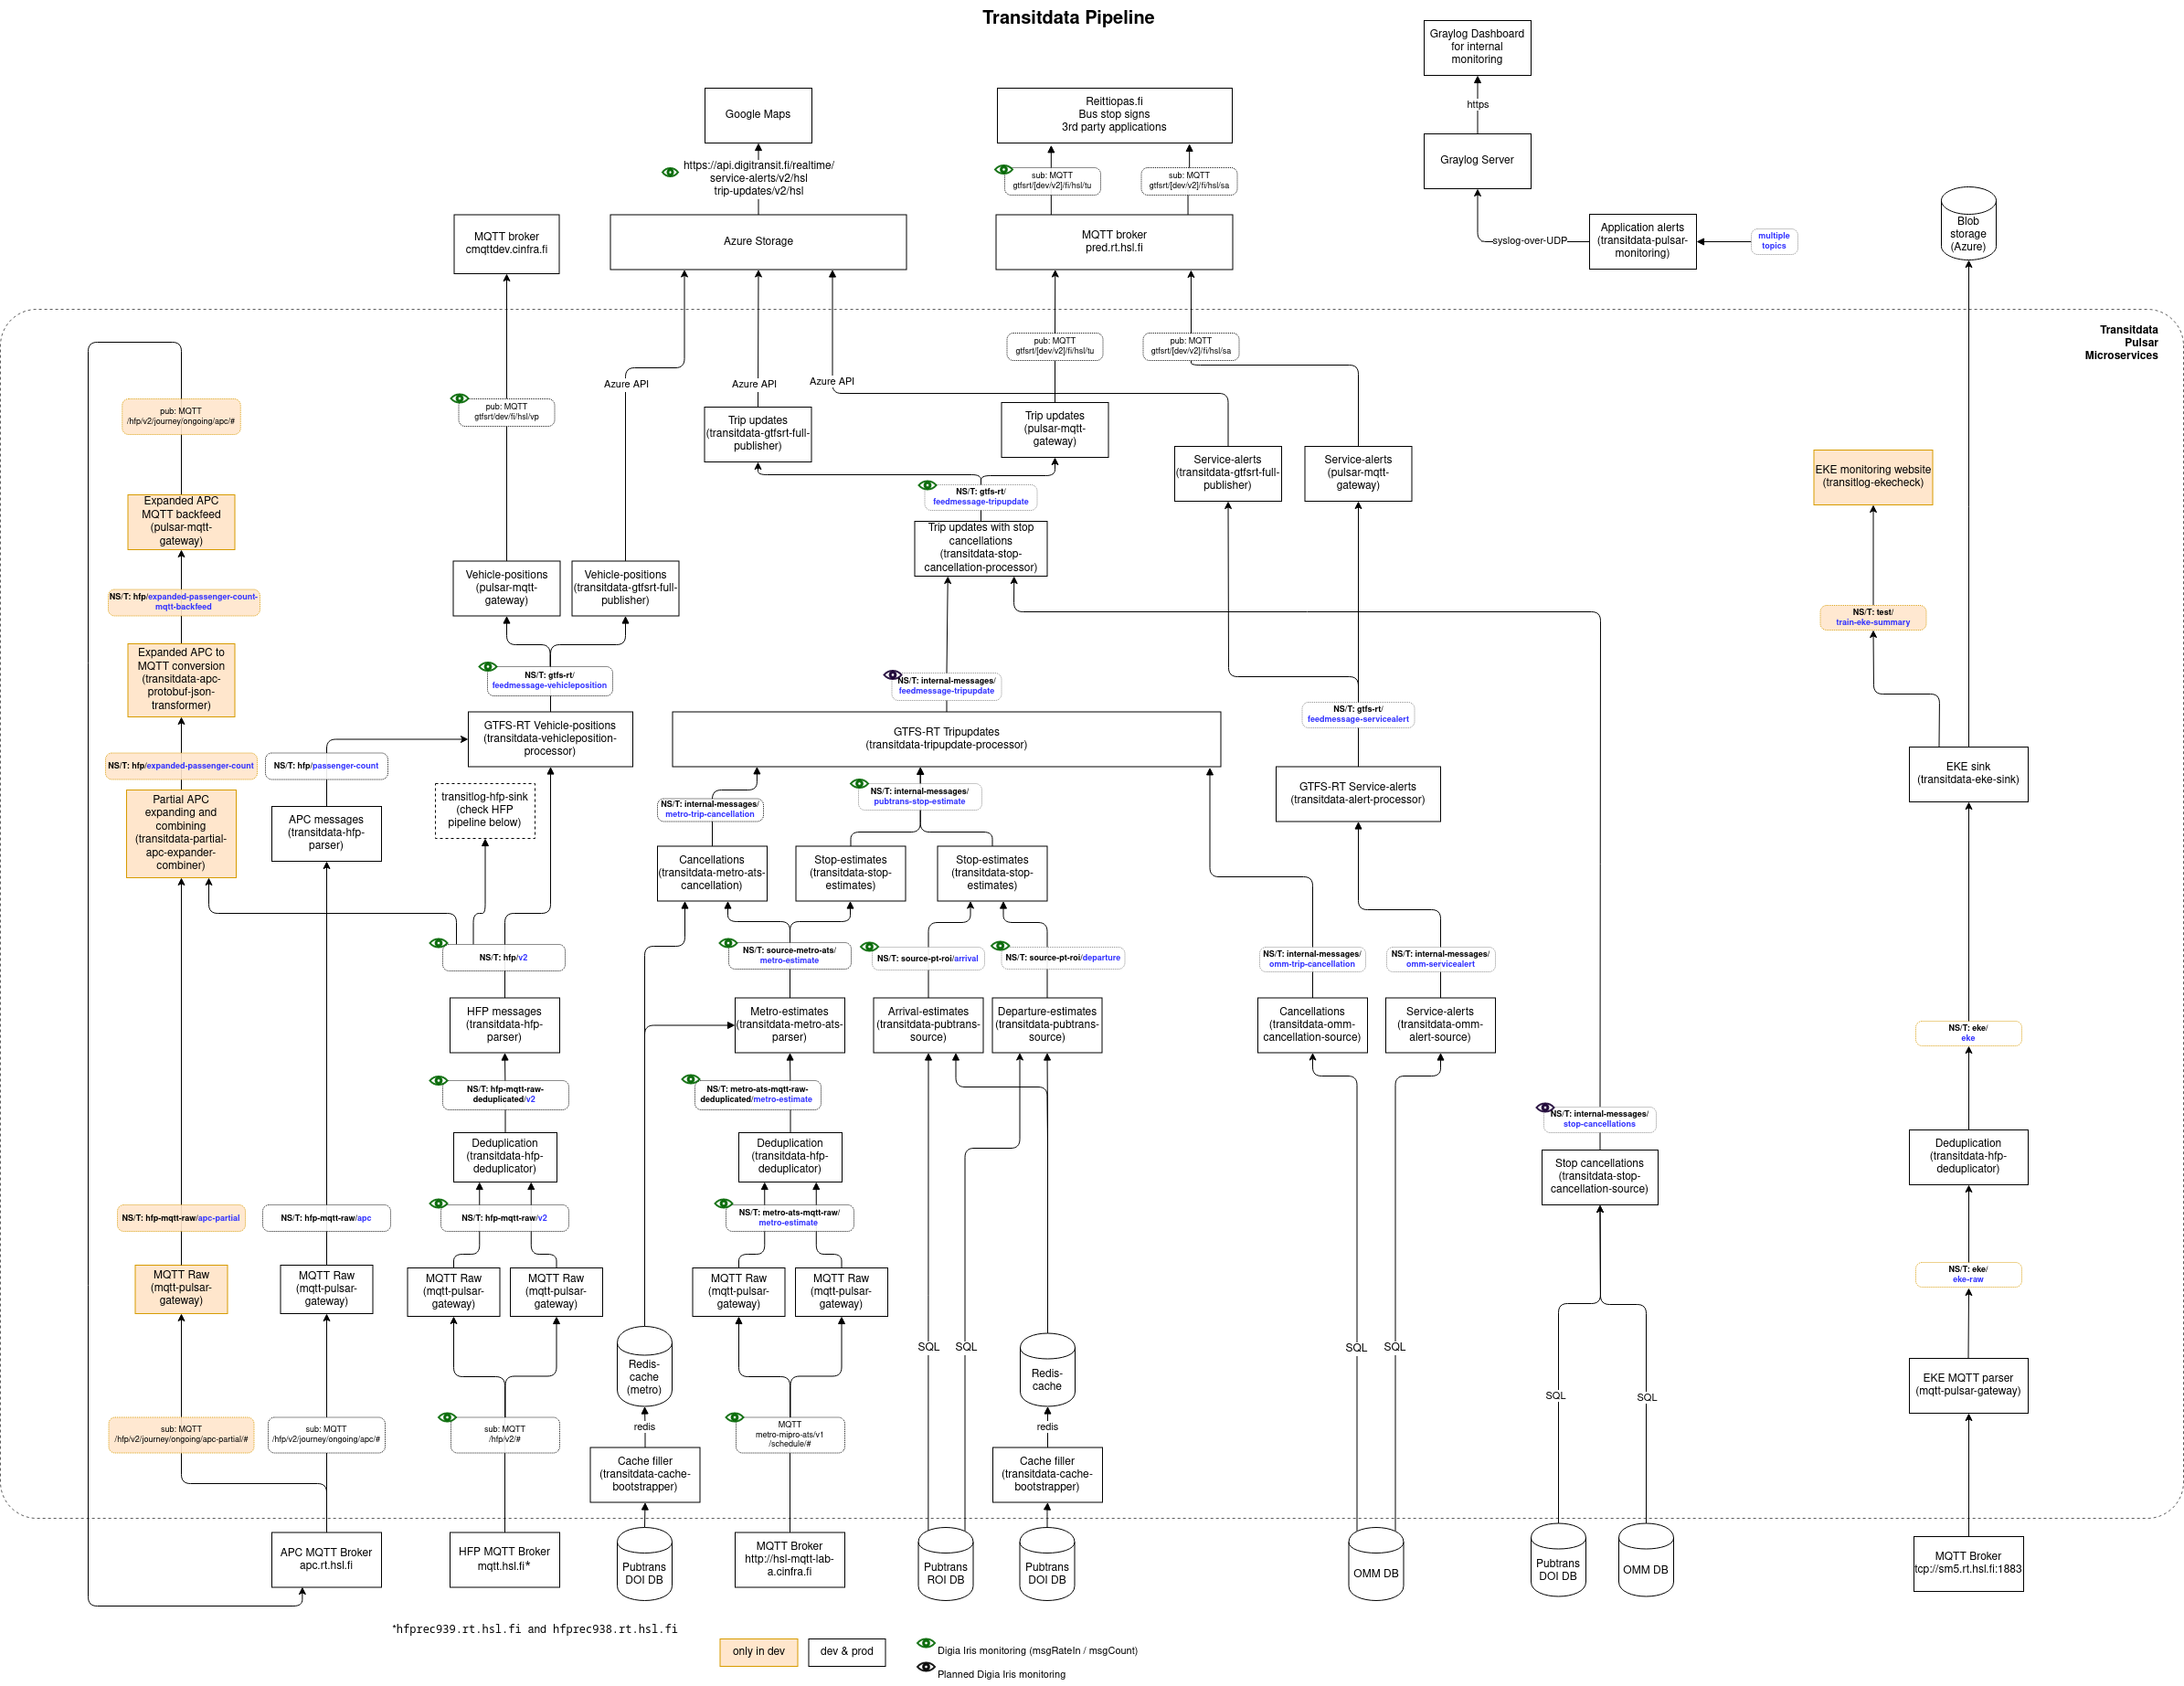 Transitdata Pipeline
Graylog Dashboard
for internal
monitoring
https
Graylog Server
Google Maps
Reittiopas.fi
Bus stop signs
3rd party applications
https://api.digitransit.fi/realtime/
service-alerts/v2/hsl
trip-updates/v2/hsl
sub: MQTT
gtfsrt/[dev/v2]/fi/hsl/tu
sub: MQTT
gtfsrt/[dev/v2]/fi/hsl/sa
MQTT broker
cmqttdev.cinfra.fi
Azure Storage
MQTT broker
pred.rt.hsl.fi
syslog-over-UDP
Application alerts
(transitdata-pulsar-
monitoring)
multiple
topics
Blob
storage
(Azure)
Transitdata
Pulsar
Microservices
pub: MQTT
gtfsrt/[dev/v2]/fi/hsl/tu
pub: MQTT
gtfsrt/[dev/v2]/fi/hsl/sa
Azure API
Azure API
Azure API
pub: MQTT
/hfp/v2/journey/ongoing/apc/#
pub: MQTT
gtfsrt/dev/fi/hsl/vp
Trip updates
(transitdata-gtfsrt-full-
publisher)
Trip updates
(pulsar-mqtt-
gateway)
Service-alerts
(transitdata-gtfsrt-full-
publisher)
Service-alerts
(pulsar-mqtt-
gateway)
EKE monitoring website
(transitlog-ekecheck)
NS/T: gtfs-rt/
feedmessage-tripupdate
Expanded APC
MQTT backfeed
(pulsar-mqtt-
gateway)
Trip updates with stop
cancellations
(transitdata-stop-
cancellation-processor)
Vehicle-positions
(pulsar-mqtt-
gateway)
Vehicle-positions
(transitdata-gtfsrt-full-
publisher)
NS/T: hfp/expanded-passenger-count-
mqtt-backfeed
NS/T: test/
train-eke-summary
Expanded APC to
MQTT conversion
(transitdata-apc-
protobuf-json-
transformer)
NS/T: gtfs-rt/
feedmessage-vehicleposition
NS/T: internal-messages/
feedmessage-tripupdate
NS/T: gtfs-rt/
feedmessage-servicealert
GTFS-RT Vehicle-positions
(transitdata-vehicleposition-
processor)
GTFS-RT Tripupdates
(transitdata-tripupdate-processor)
NS/T: hfp/expanded-passenger-count
NS/T: hfp/passenger-count
EKE sink
(transitdata-eke-sink)
GTFS-RT Service-alerts
(transitdata-alert-processor)
transitlog-hfp-sink
(check HFP
pipeline below)
NS/T: internal-messages/
metro-trip-cancellation
NS/T: internal-messages/
pubtrans-stop-estimate
Partial APC
expanding and
combining
(transitdata-partial-
apc-expander-
combiner)
APC messages
(transitdata-hfp-
parser)
Cancellations
(transitdata-metro-ats-
cancellation)
Stop-estimates
(transitdata-stop-
estimates)
Stop-estimates
(transitdata-stop-
estimates)
NS/T: hfp/v2
NS/T: source-metro-ats/
metro-estimate
NS/T: source-pt-roi/arrival
NS/T: source-pt-roi/departure
NS/T: internal-messages/
omm-trip-cancellation
NS/T: internal-messages/
omm-servicealert
HFP messages
(transitdata-hfp-
parser)
Metro-estimates
(transitdata-metro-ats-
parser)
Arrival-estimates
(transitdata-pubtrans-
source)
Departure-estimates
(transitdata-pubtrans-
source)
Cancellations
(transitdata-omm-
cancellation-source)
Service-alerts
(transitdata-omm-
alert-source)
NS/T: eke/
eke
NS/T: hfp-mqtt-raw-
deduplicated/v2
NS/T: metro-ats-mqtt-raw-
deduplicated/metro-estimate
NS/T: internal-messages/
stop-cancellations
Deduplication
(transitdata-hfp-
deduplicator)
Deduplication
(transitdata-hfp-
deduplicator)
Stop cancellations
(transitdata-stop-
cancellation-source)
Deduplication
(transitdata-hfp-
deduplicator)
NS/T: hfp-mqtt-raw/apc-partial
NS/T: hfp-mqtt-raw/apc
NS/T: hfp-mqtt-raw/v2
NS/T: metro-ats-mqtt-raw/
metro-estimate
NS/T: eke/
eke-raw
MQTT Raw
(mqtt-pulsar-
gateway)
MQTT Raw
(mqtt-pulsar-
gateway)
MQTT Raw
(mqtt-pulsar-
gateway)
MQTT Raw
(mqtt-pulsar-
gateway)
MQTT Raw
(mqtt-pulsar-
gateway)
MQTT Raw
(mqtt-pulsar-
gateway)
Redis-
cache
(metro)
SQL
SQL
Redis-
cache
SQL
SQL
SQL
SQL
EKE MQTT parser
(mqtt-pulsar-gateway)
sub: MQTT
/hfp/v2/journey/ongoing/apc-partial/#
sub: MQTT
/hfp/v2/journey/ongoing/apc/#
sub: MQTT
/hfp/v2/#
redis
MQTT
metro-mipro-ats/v1
/schedule/#
redis
Cache filler
(transitdata-cache-
bootstrapper)
Cache filler
(transitdata-cache-
bootstrapper)
APC MQTT Broker
apc.rt.hsl.fi
HFP MQTT Broker
mqtt.hsl.fi*
Pubtrans
DOI DB
MQTT Broker
http://hsl-mqtt-lab-
a.cinfra.fi
Pubtrans
ROI DB
Pubtrans
DOI DB
OMM DB
Pubtrans
DOI DB
OMM DB
MQTT Broker
tcp://sm5.rt.hsl.fi:1883
*hfprec939.rt.hsl.fi and hfprec938.rt.hsl.fi
only in dev
dev & prod
Digia Iris monitoring (msgRateIn / msgCount)
Planned Digia Iris monitoring